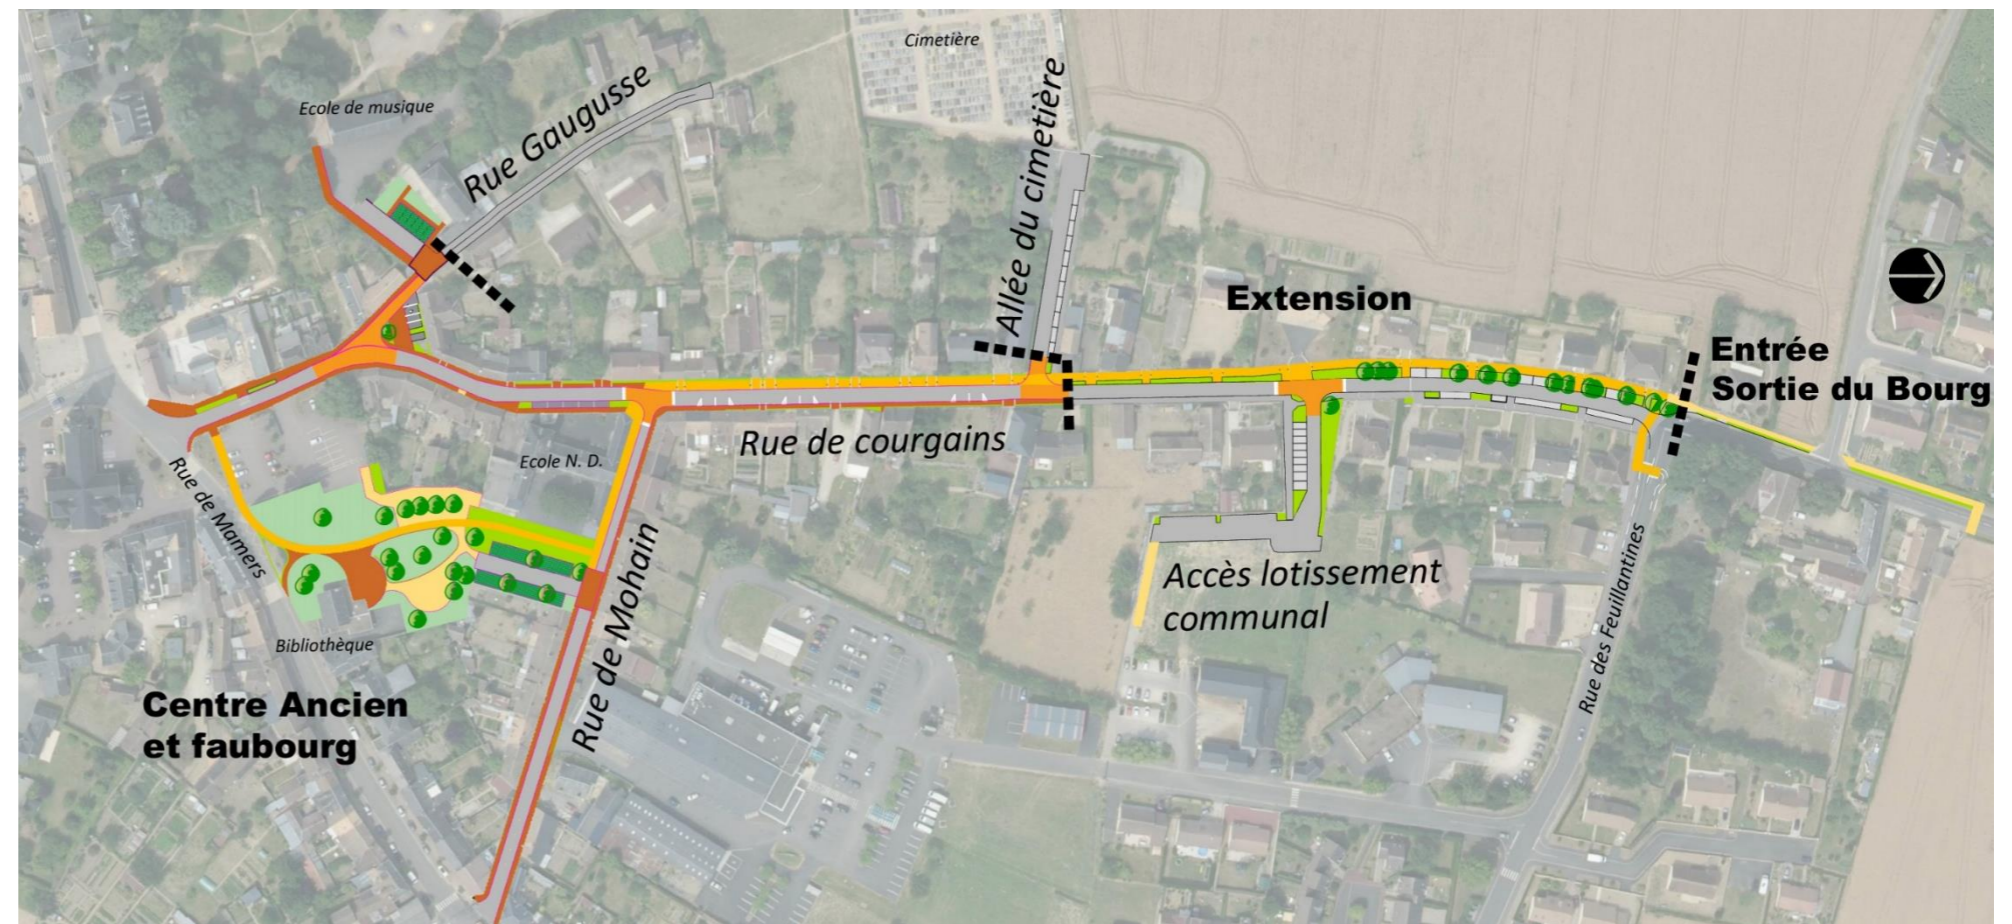 Cimetière
Ecole de musique
Rue Gaugusse
Allée du cimetière
Extension
Entrée
Sortie du Bourg
Rue de courgains
Ecole N. D.
Rue de Mamers
Rue de Mohain
Accès lotissement
communal
Rue des Feuillantines
Bibliothèque
Centre Ancien
et faubourg